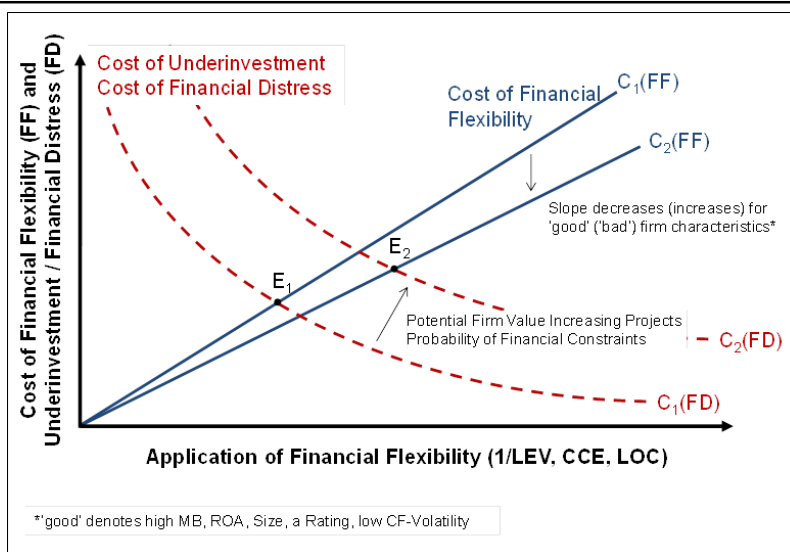 Cost of Financial Flexibility (FF) and
Underinvestment / Financial Distress (FD)
Cost of Underinvestment
Cost of Financial Distress
Cost of Financial
Flexibility
C1(FF)
C2(FF)
Slope decreases (increases) for
'good' ('bad') firm characteristics*
E1
E2
Potential Firm Value Increasing Projects
Probability of Financial Constraints
C2(FD)
C1(FD)
Application of Financial Flexibility (1/LEV, CCE, LOC)
*'good' denotes high MB, ROA, Size, a Rating, low CF-Volatility